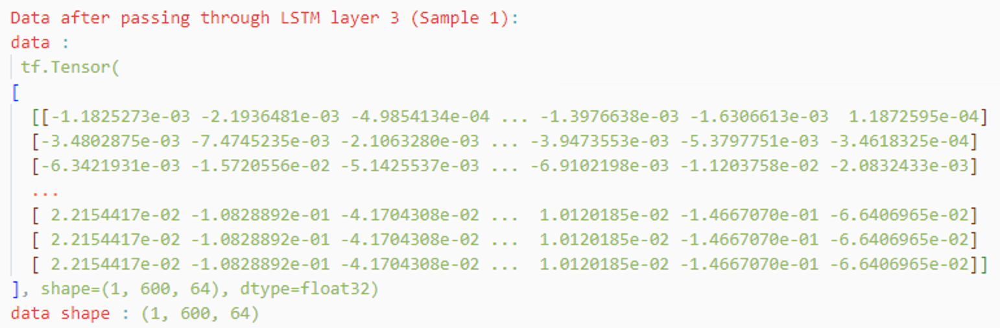 Data after passing through LSTM layer 3 (Sample 1):
data :
tf.Tensor(
[
[[-1.1825273e-03 -2.1936481e-03 -4.9854134e-04 ... -1.3976638e-03 -1.6306613e-03  1.1872595e-04]
[-3.4802875e-03 -7.4745235e-03 -2.1063280e-03 ... -3.9473553e-03 -5.3797751e-03 -3.4618325e-04]
[-6.3421931e-03 -1.5720556e-02 -5.1425537e-03 ... -6.9102198e-03 -1.1203758e-02 -2.0832433e-03]
...
[ 2.2154417e-02 -1.0828892e-01 -4.1704308e-02 ...  1.0120185e-02 -1.4667070e-01 -6.6406965e-02]
[ 2.2154417e-02 -1.0828892e-01 -4.1704308e-02 ...  1.0120185e-02 -1.4667070e-01 -6.6406965e-02]
[ 2.2154417e-02 -1.0828892e-01 -4.1704308e-02 ...  1.0120185e-02 -1.4667070e-01 -6.6406965e-02]]
], shape=(1, 600, 64), dtype=float32)
data shape : (1, 600, 64)